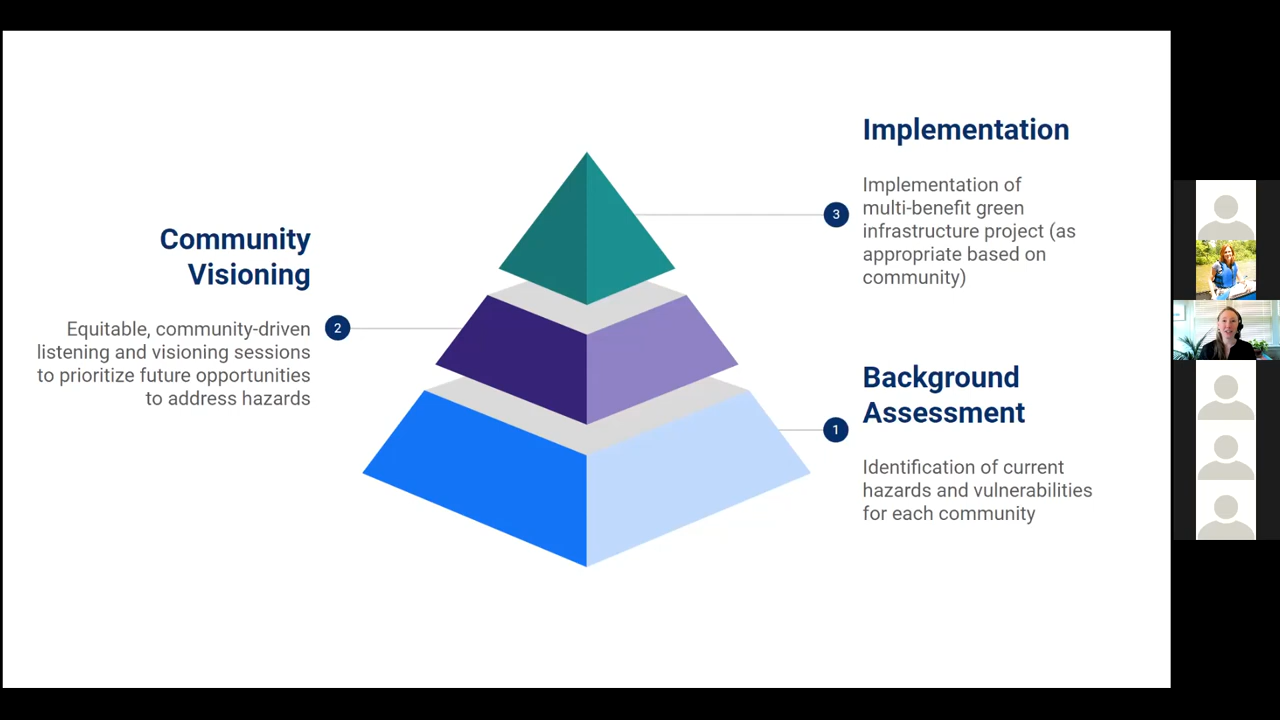 Implementation
3
Implementation of
multi-benefit green
infrastructure project (as
appropriate based on
community)
Community
Visioning
2
Equitable, community-driven
listening and visioning sessions
to prioritize future opportunities
to address hazards
Background
Assessment
1
Identification of current
hazards and vulnerabilities
for each community